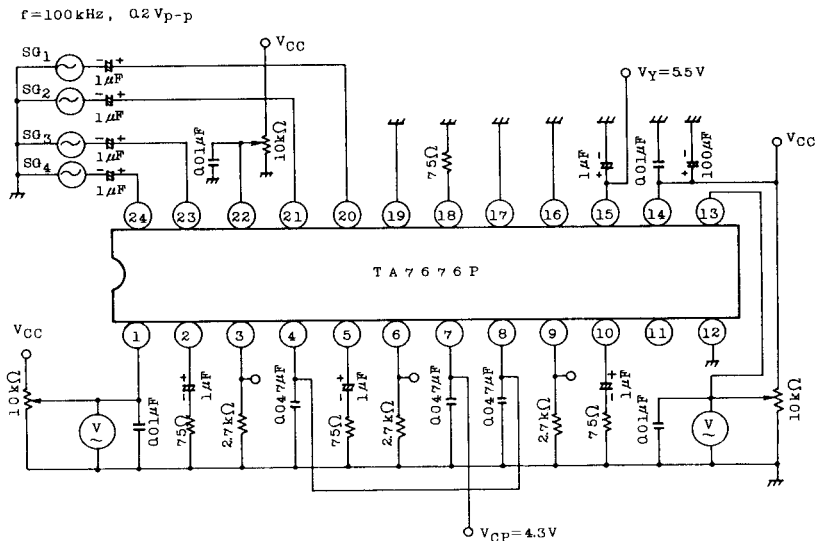 f=100kHz, 0.2Vp-p
VCC
SG1
- +
1μF
SG2
- +
1μF
SG3
- +
1μF
SG4
- +
1μF
0.01μF
10kΩ
75Ω
1μF
- +
VY=5.5V
0.01μF
- +
100μF
VCC
24 23 22 21 20 19 18 17 16 15 14 13
TA7676P
1 2 3 4 5 6 7 8 9 10 11 12
VCC
10kΩ
V
0.01μF
+ -
1μF
75Ω
2.7kΩ
0.047μF
+ -
1μF
75Ω
2.7kΩ
0.047μF
0.047μF
2.7kΩ
+ -
1μF
75Ω
0.01μF
V
10kΩ
VCP=4.3V